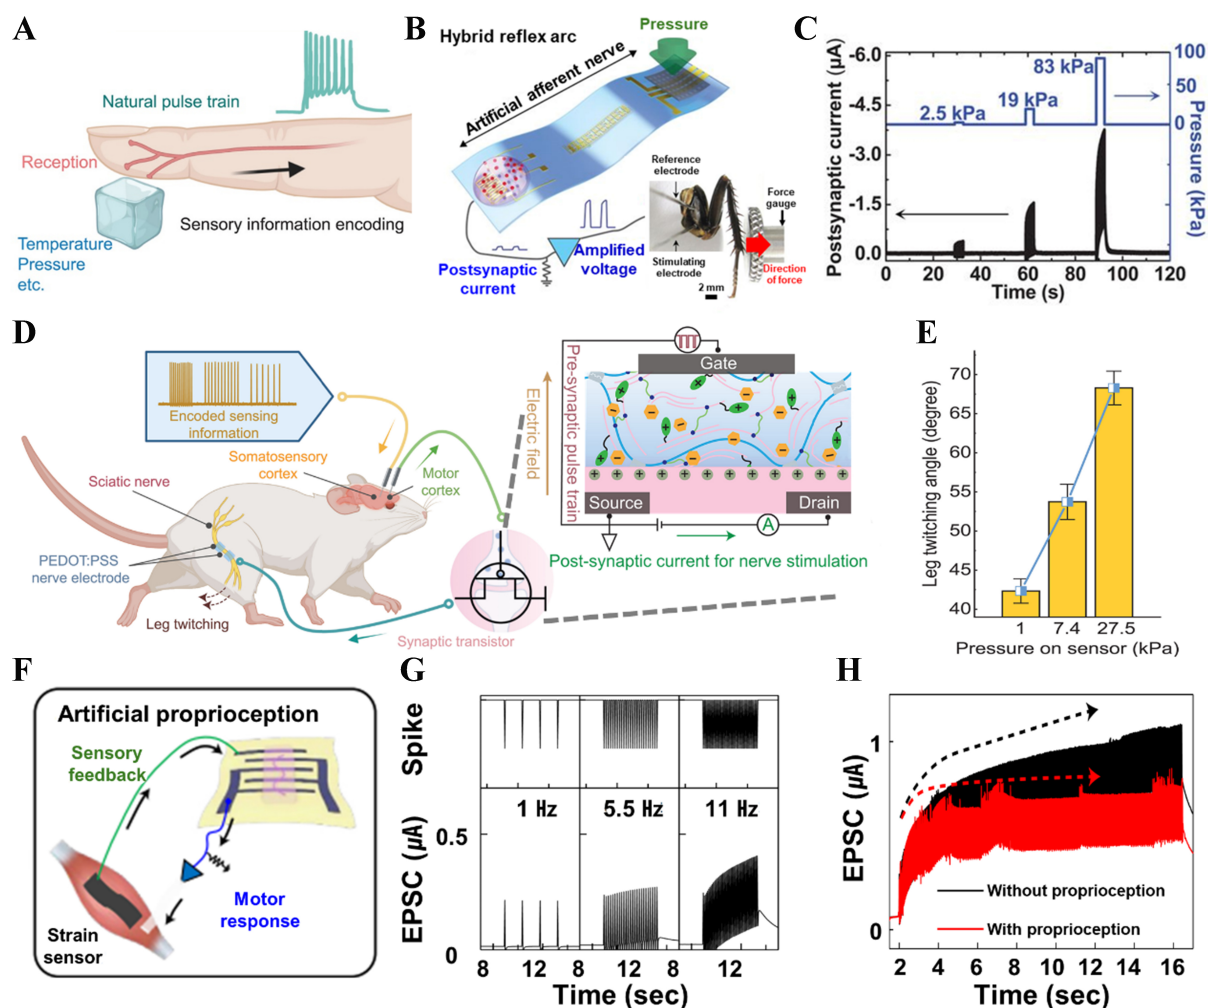 A
Natural pulse train
Reception
Sensory information encoding
Temperature
Pressure
etc.
B
Hybrid reflex arc
Pressure
Artificial afferent nerve
Reference
electrode
Force
gauge
Stimulating
electrode
Direction
of force
2 mm
Amplified
voltage
Postsynaptic
current
C
Postsynaptic current (µA)
-6.0
-4.5
-3.0
-1.5
0.0
2.5 kPa
19 kPa
83 kPa
100
50
100
50
0
Pressure (kPa)
0 20 40 60 80 100 120
Time (s)
D
Encoded sensing
information
Somatosensory
cortex
Motor
cortex
Sciatic nerve
PEDOT:PSS
nerve electrode
Leg twitching
Synaptic transistor
Electric field
Pre-synaptic pulse train
Gate
Source
Drain
A
Post-synaptic current for nerve stimulation
E
Leg twitching angle (degree)
70
65
60
55
50
45
40
1 7.4 27.5
Pressure on sensor (kPa)
F
Artificial proprioception
Sensory
feedback
Motor
response
Strain
sensor
G
Spike
1 Hz 5.5 Hz 11 Hz
EPSC (µA)
0.5
0
8 12 8 12 8 12
Time (sec)
H
EPSC (µA)
1
0
Without proprioception
With proprioception
2 4 6 8 10 12 14 16
Time (sec)